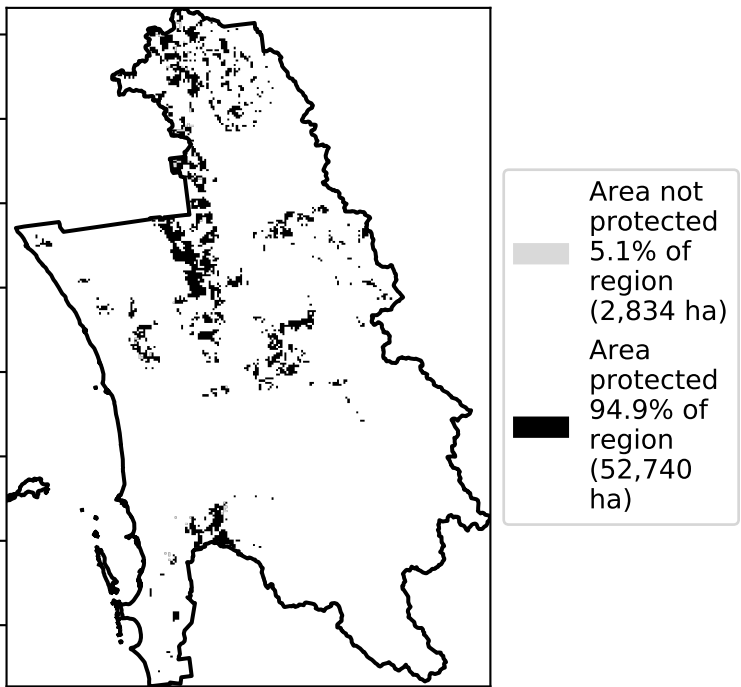 Area not
protected
5.1% of
region
(2,834 ha)
Area
protected
94.9% of
region
(52,740
ha)